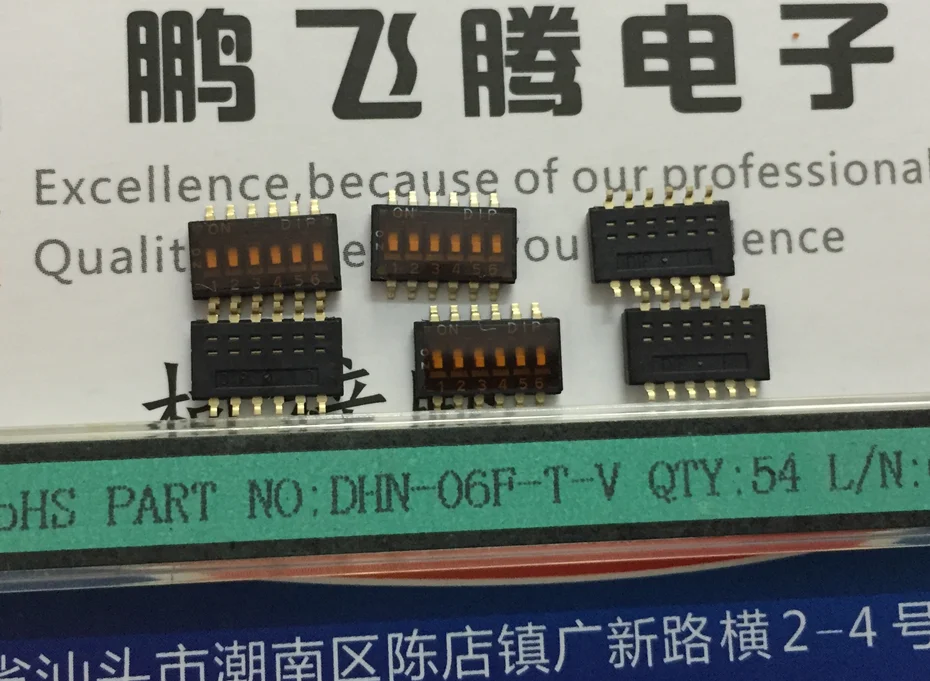 鹏飞腾电子
Excellence, because of our professional
Qualit e you ence
ON DIP
1 2 3 4 5 6
ON DIP
1 2 3 4 5 6
ON DIP
1 2 3 4 5 6
oHS PART NO:DHN-06F-T-V QTY:54 L/N:
省汕头市潮南区陈店镇广新路横2-4号